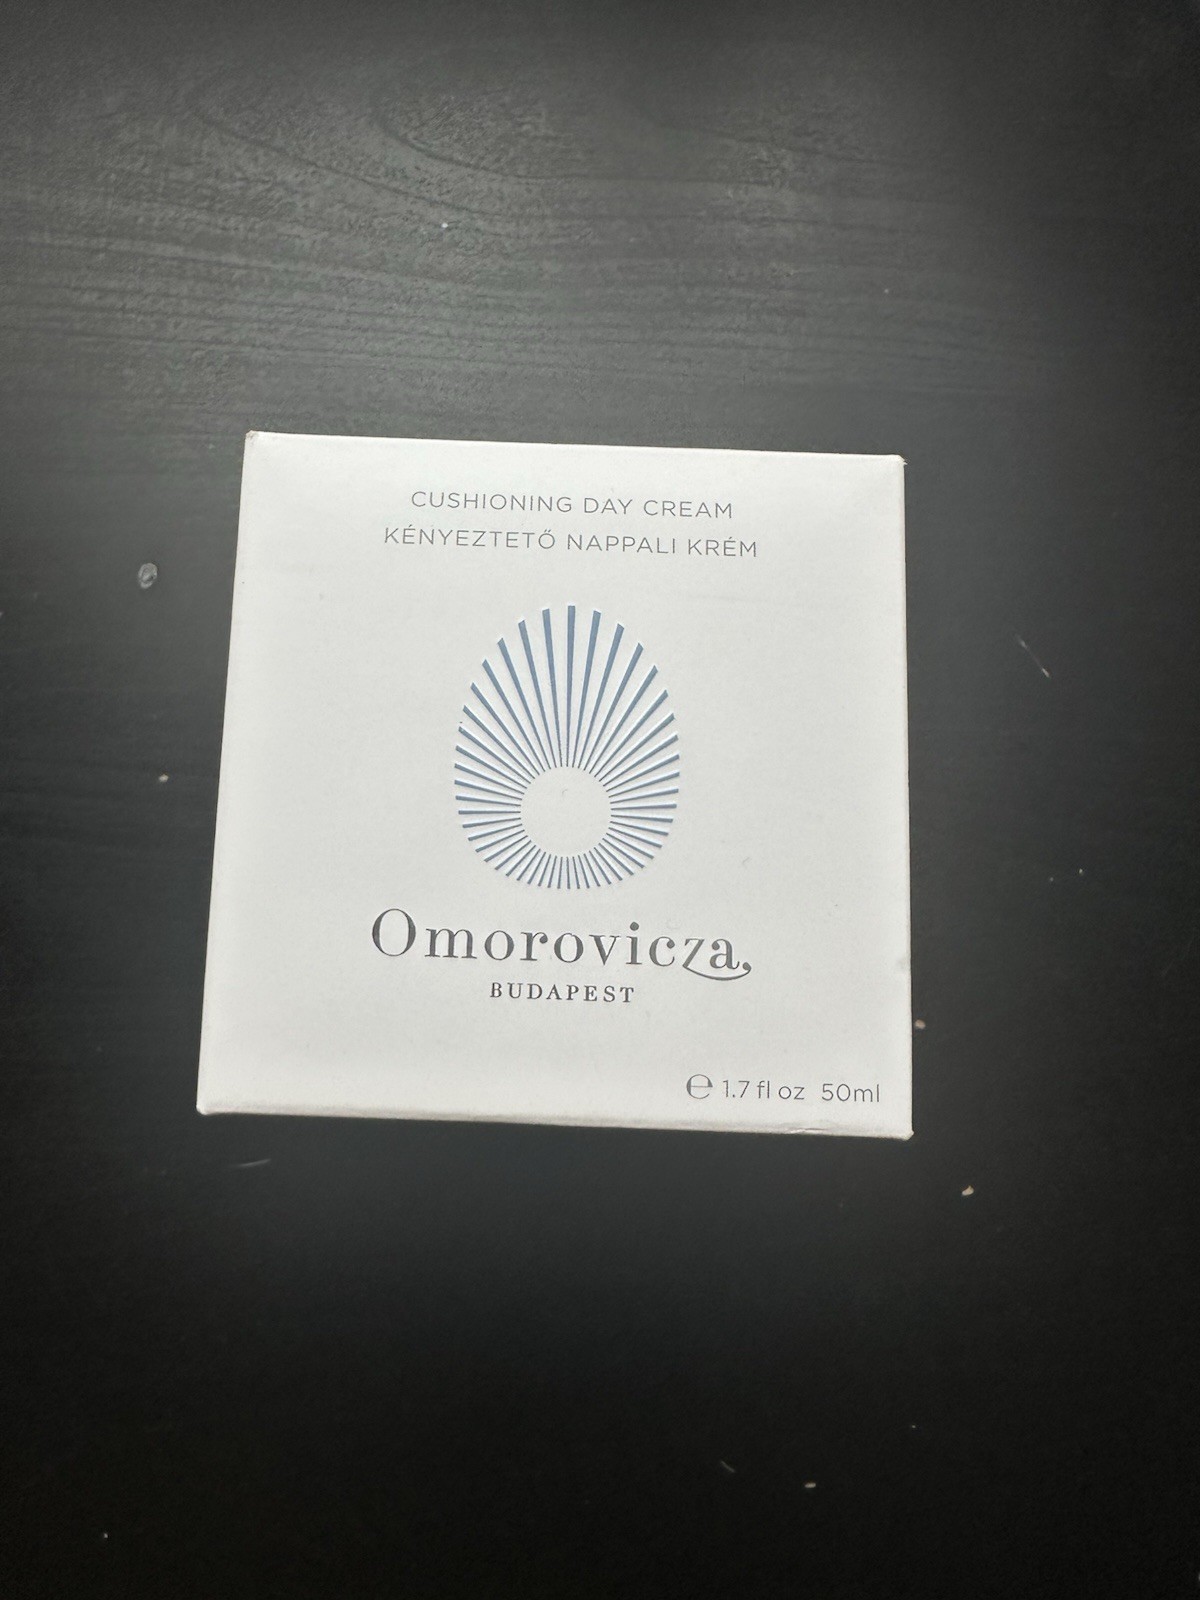 CUSHIONING DAY CREAM
KÉNYEZTETŐ NAPPALI KRÉM
Omorovicza
BUDAPEST
℮ 1.7 fl oz 50ml